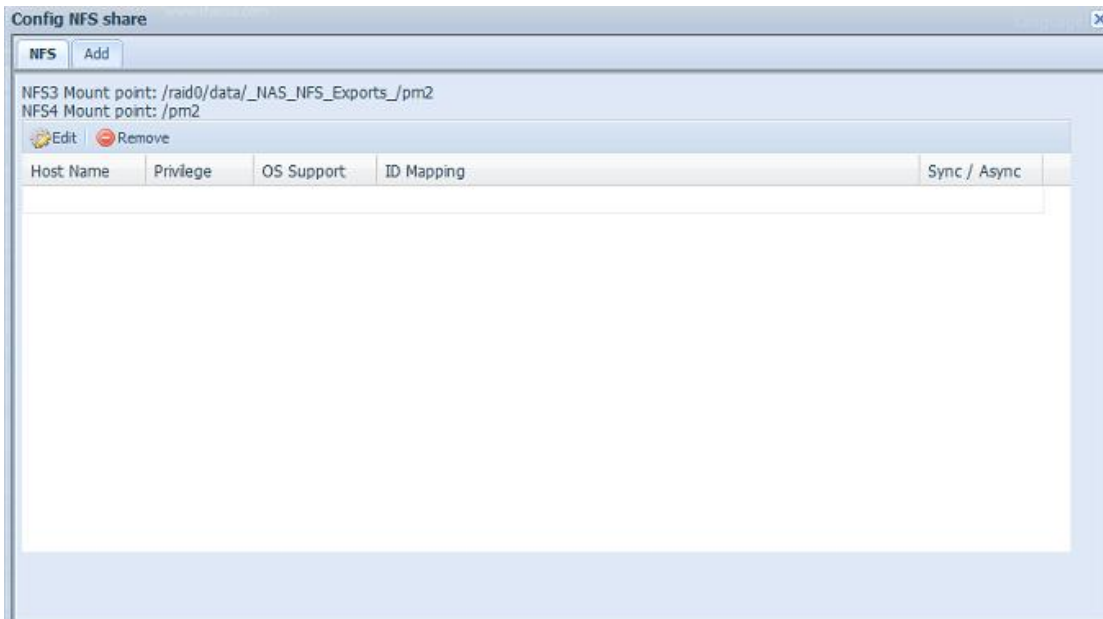 Config NFS share
NFS Add
NFS3 Mount point: /raid0/data/_NAS_NFS_Exports_/pm2
NFS4 Mount point: /pm2
Edit Remove
Host Name Privilege OS Support ID Mapping Sync / Async